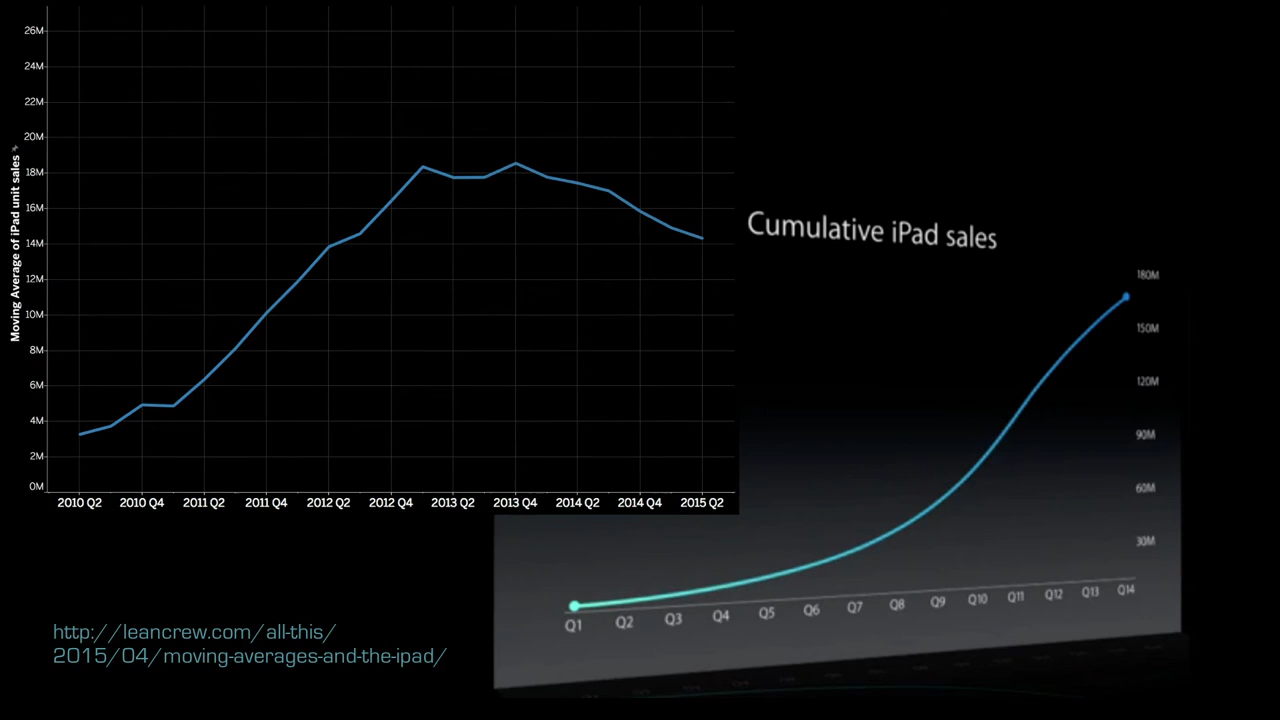 26M
24M
22M
20M
18M
16M
14M
12M
10M
8M
6M
4M
2M
0M
Moving Average of iPad unit sales
2010 Q2 2010 Q4 2011 Q2 2011 Q4 2012 Q2 2012 Q4 2013 Q2 2013 Q4 2014 Q2 2014 Q4 2015 Q2
Cumulative iPad sales
180M
150M
120M
90M
60M
30M
Q1 Q2 Q3 Q4 Q5 Q6 Q7 Q8 Q9 Q10 Q11 Q12 Q13 Q14
http://leancrew.com/all-this/
2015/04/moving-averages-and-the-ipad/